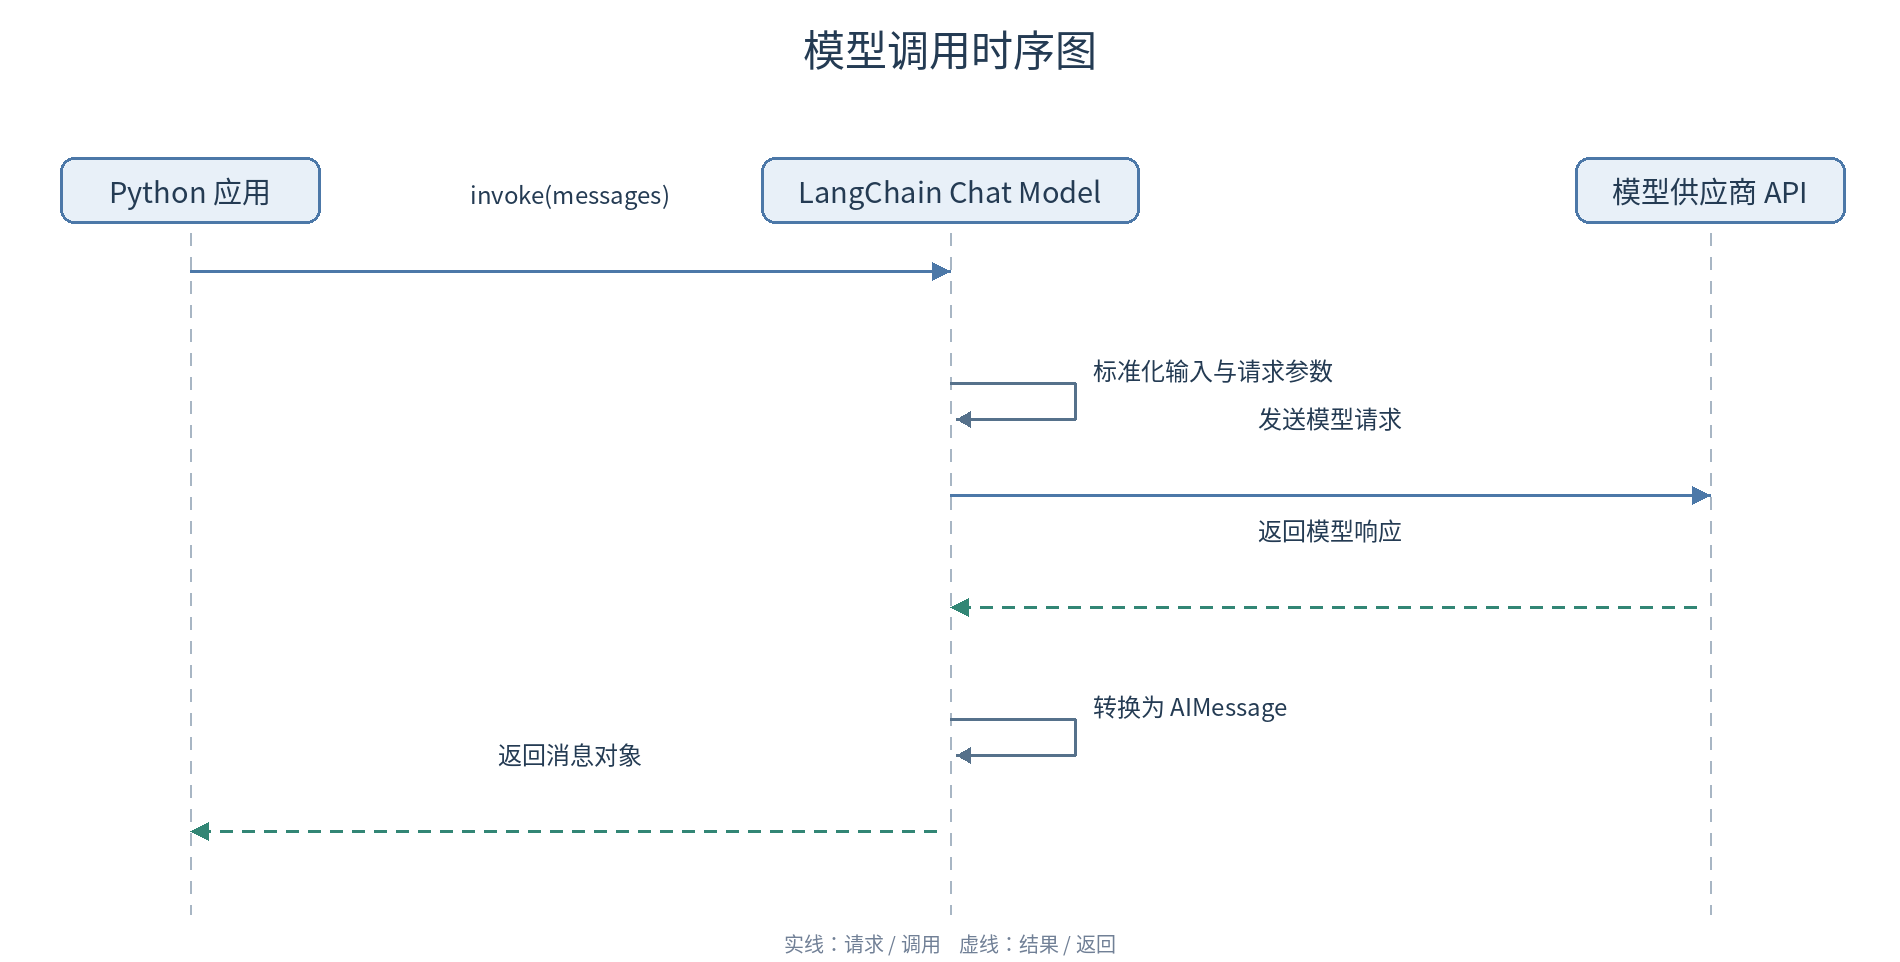 模型调用时序图
Python 应用
invoke(messages)
LangChain Chat Model
模型供应商 API
标准化输入与请求参数
发送模型请求
返回模型响应
转换为 AIMessage
返回消息对象
实线：请求 / 调用　虚线：结果 / 返回